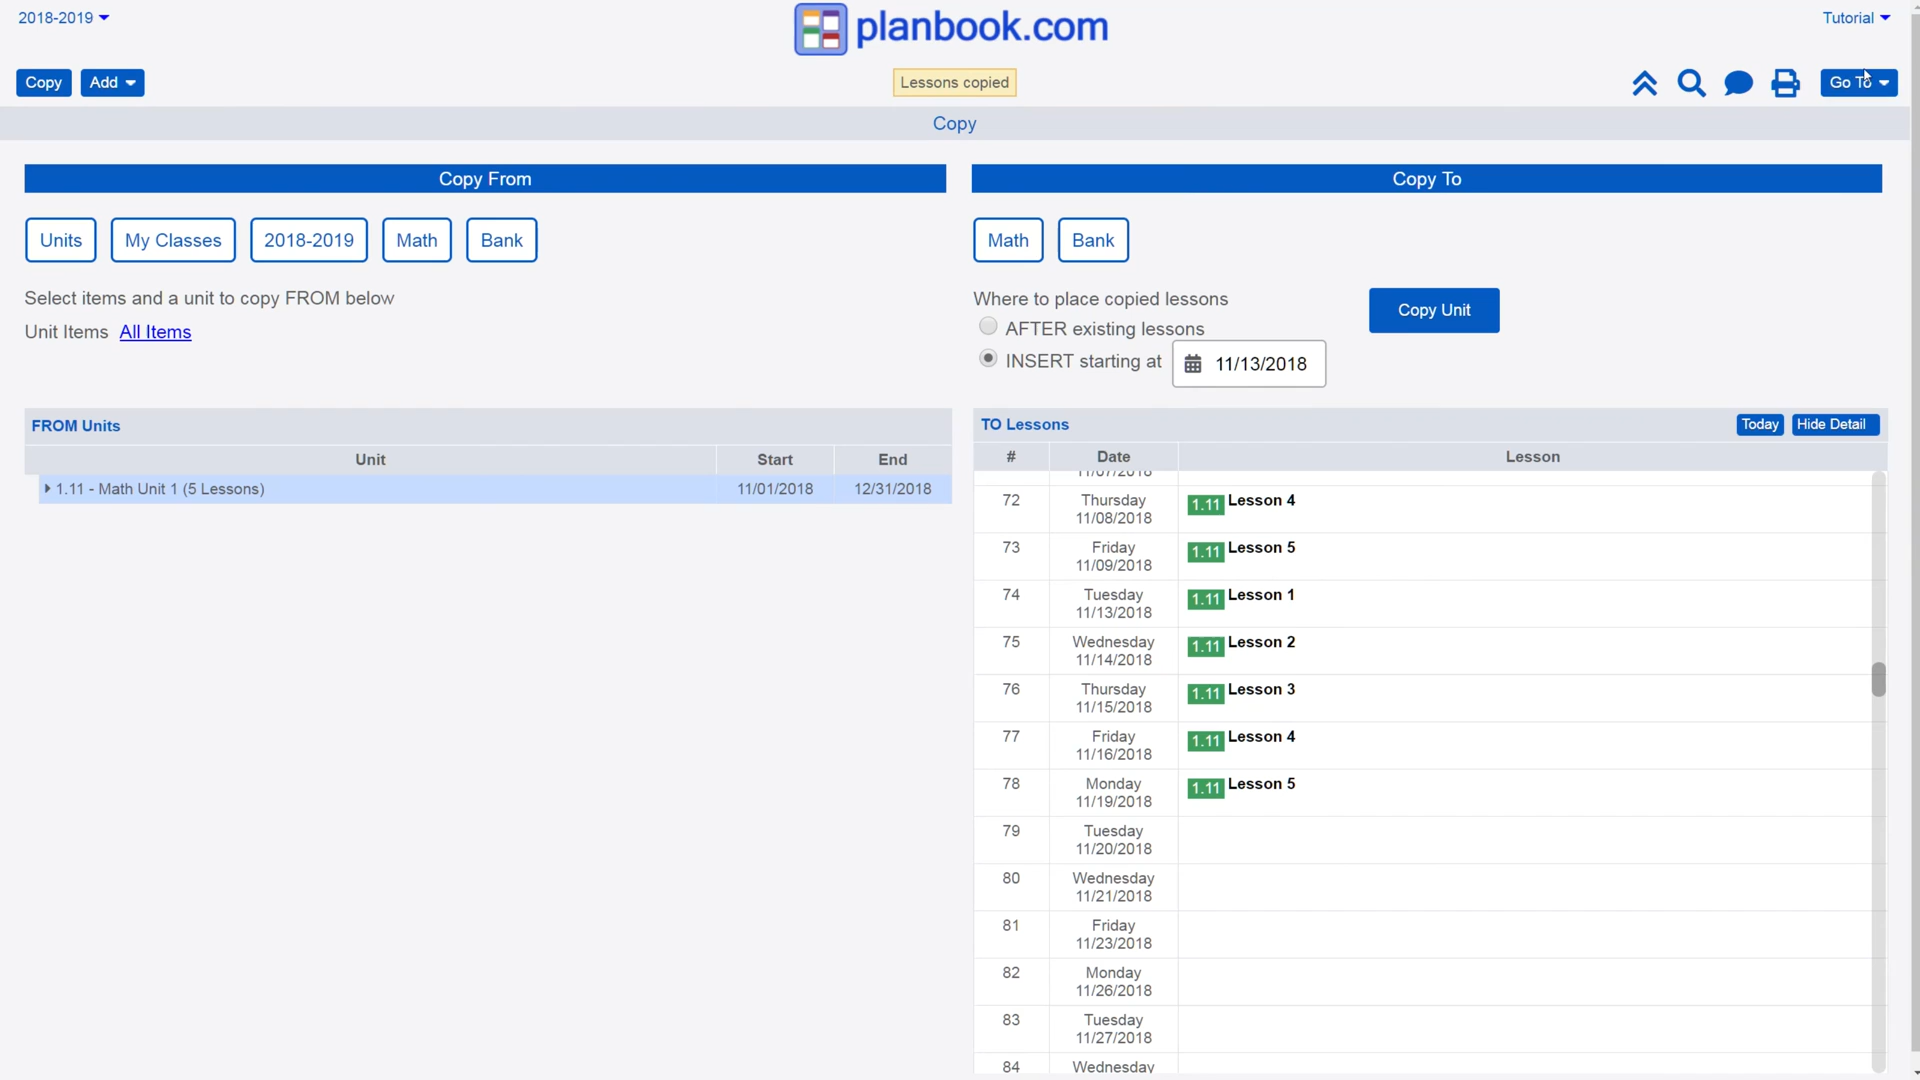 2018-2019
planbook.com
Tutorial
Copy
Add
Lessons copied
Go To
Copy
Copy From
Copy To
Units
My Classes
2018-2019
Math
Bank
Math
Bank
Select items and a unit to copy FROM below
Unit Items All Items
Where to place copied lessons
AFTER existing lessons
INSERT starting at
11/13/2018
Copy Unit
FROM Units
Unit Start End
1.11 - Math Unit 1 (5 Lessons) 11/01/2018 12/31/2018
TO Lessons
Today
Hide Detail
# Date Lesson
11/07/2018
72 Thursday 1.11 Lesson 4
11/08/2018
73 Friday 1.11 Lesson 5
11/09/2018
74 Tuesday 1.11 Lesson 1
11/13/2018
75 Wednesday 1.11 Lesson 2
11/14/2018
76 Thursday 1.11 Lesson 3
11/15/2018
77 Friday 1.11 Lesson 4
11/16/2018
78 Monday 1.11 Lesson 5
11/19/2018
79 Tuesday
11/20/2018
80 Wednesday
11/21/2018
81 Friday
11/23/2018
82 Monday
11/26/2018
83 Tuesday
11/27/2018
84 Wednesday